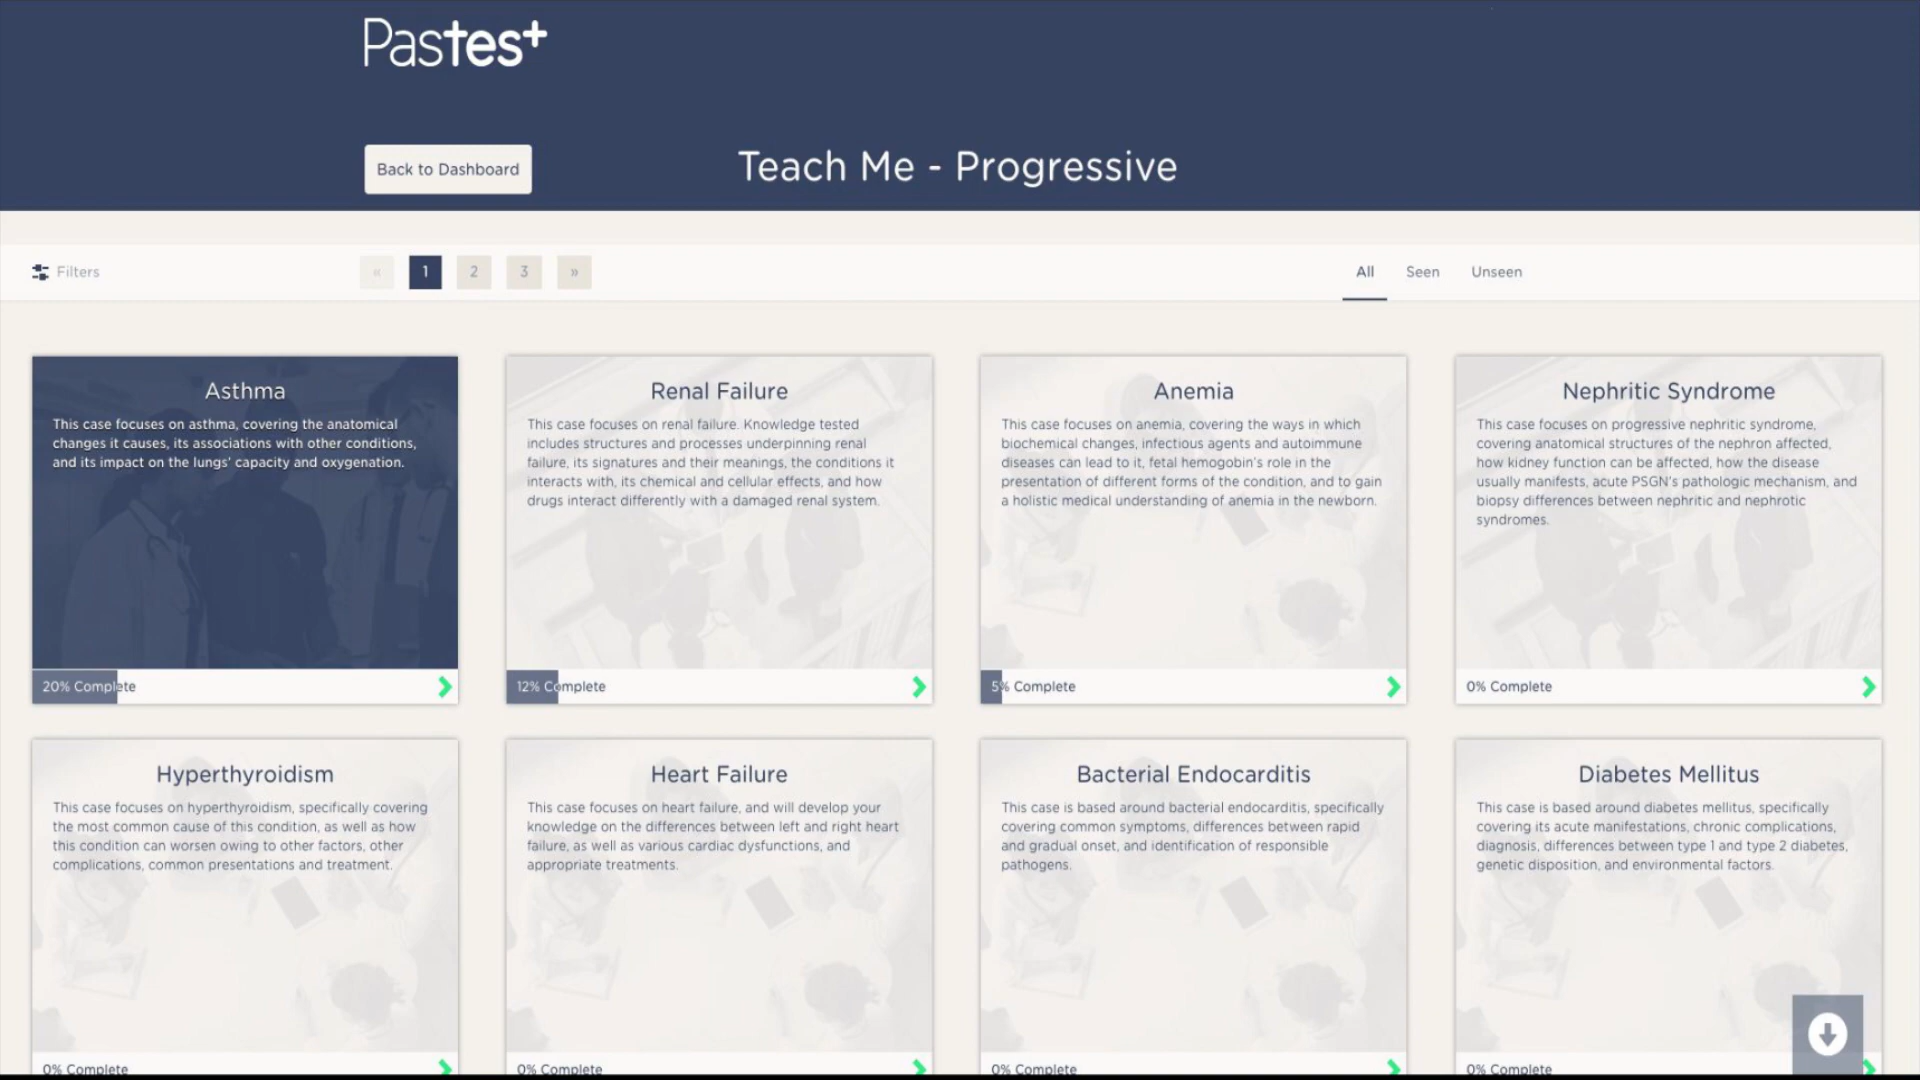 Pastes+
Back to Dashboard
Teach Me - Progressive
Filters
« 1 2 3 »
All Seen Unseen
Asthma
This case focuses on asthma, covering the anatomical
changes it causes, its associations with other conditions,
and its impact on the lungs' capacity and oxygenation.
20% Complete
Renal Failure
This case focuses on renal failure. Knowledge tested
includes structures and processes underpinning renal
failure, its signatures and their meanings, the conditions it
interacts with, its chemical and cellular effects, and how
drugs interact differently with a damaged renal system.
12% Complete
Anemia
This case focuses on anemia, covering the ways in which
biochemical changes, infectious agents and autoimmune
diseases can lead to it, fetal hemogobin's role in the
presentation of different forms of the condition, and to gain
a holistic medical understanding of anemia in the newborn.
5% Complete
Nephritic Syndrome
This case focuses on progressive nephritic syndrome,
covering anatomical structures of the nephron affected,
how kidney function can be affected, how the disease
usually manifests, acute PSGN's pathologic mechanism, and
biopsy differences between nephritic and nephrotic
syndromes.
0% Complete
Hyperthyroidism
This case focuses on hyperthyroidism, specifically covering
the most common cause of this condition, as well as how
this condition can worsen owing to other factors, other
complications, common presentations and treatment.
0% Complete
Heart Failure
This case focuses on heart failure, and will develop your
knowledge on the differences between left and right heart
failure, as well as various cardiac dysfunctions, and
appropriate treatments.
0% Complete
Bacterial Endocarditis
This case is based around bacterial endocarditis, specifically
covering common symptoms, differences between rapid
and gradual onset, and identification of responsible
pathogens.
0% Complete
Diabetes Mellitus
This case is based around diabetes mellitus, specifically
covering its acute manifestations, chronic complications,
diagnosis, differences between type 1 and type 2 diabetes,
genetic disposition, and environmental factors.
0% Complete